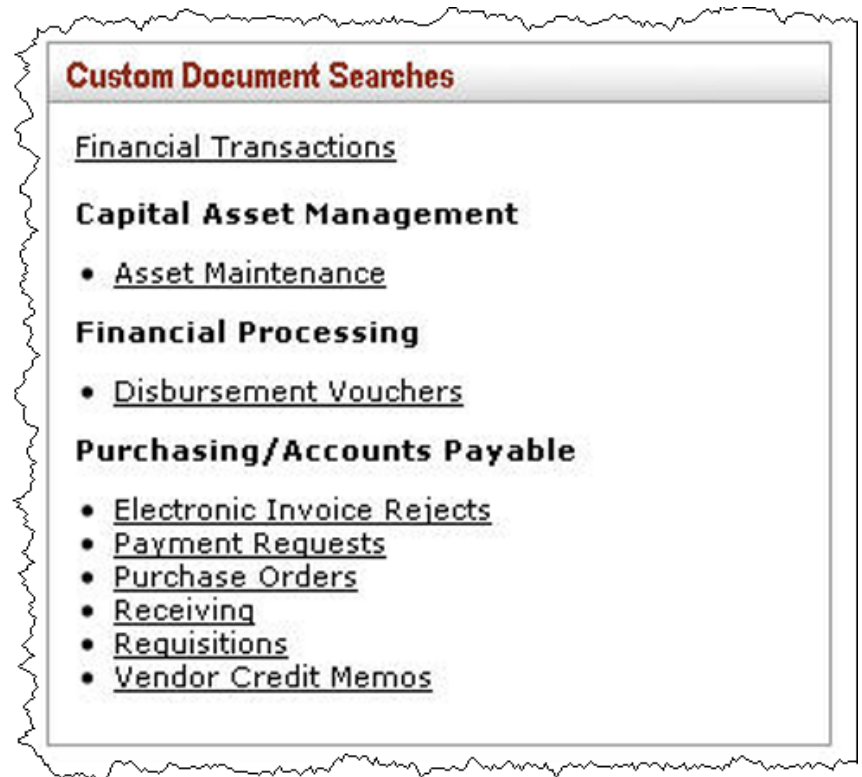 Custom Document Searches
Financial Transactions
Capital Asset Management
• Asset Maintenance
Financial Processing
• Disbursement Vouchers
Purchasing/Accounts Payable
• Electronic Invoice Rejects
• Payment Requests
• Purchase Orders
• Receiving
• Requisitions
• Vendor Credit Memos